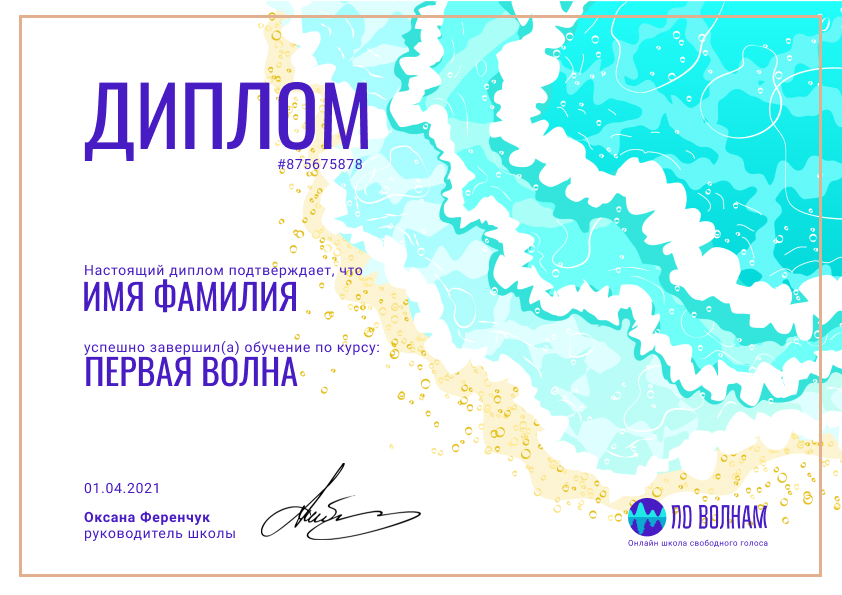 ДИПЛОМ
#875675878
Настоящий диплом подтверждает, что
ИМЯ ФАМИЛИЯ
успешно завершил(а) обучение по курсу:
ПЕРВАЯ ВОЛНА
01.04.2021
Оксана Ференчук
руководитель школы
ПО ВОЛНАМ
Онлайн школа свободного голоса